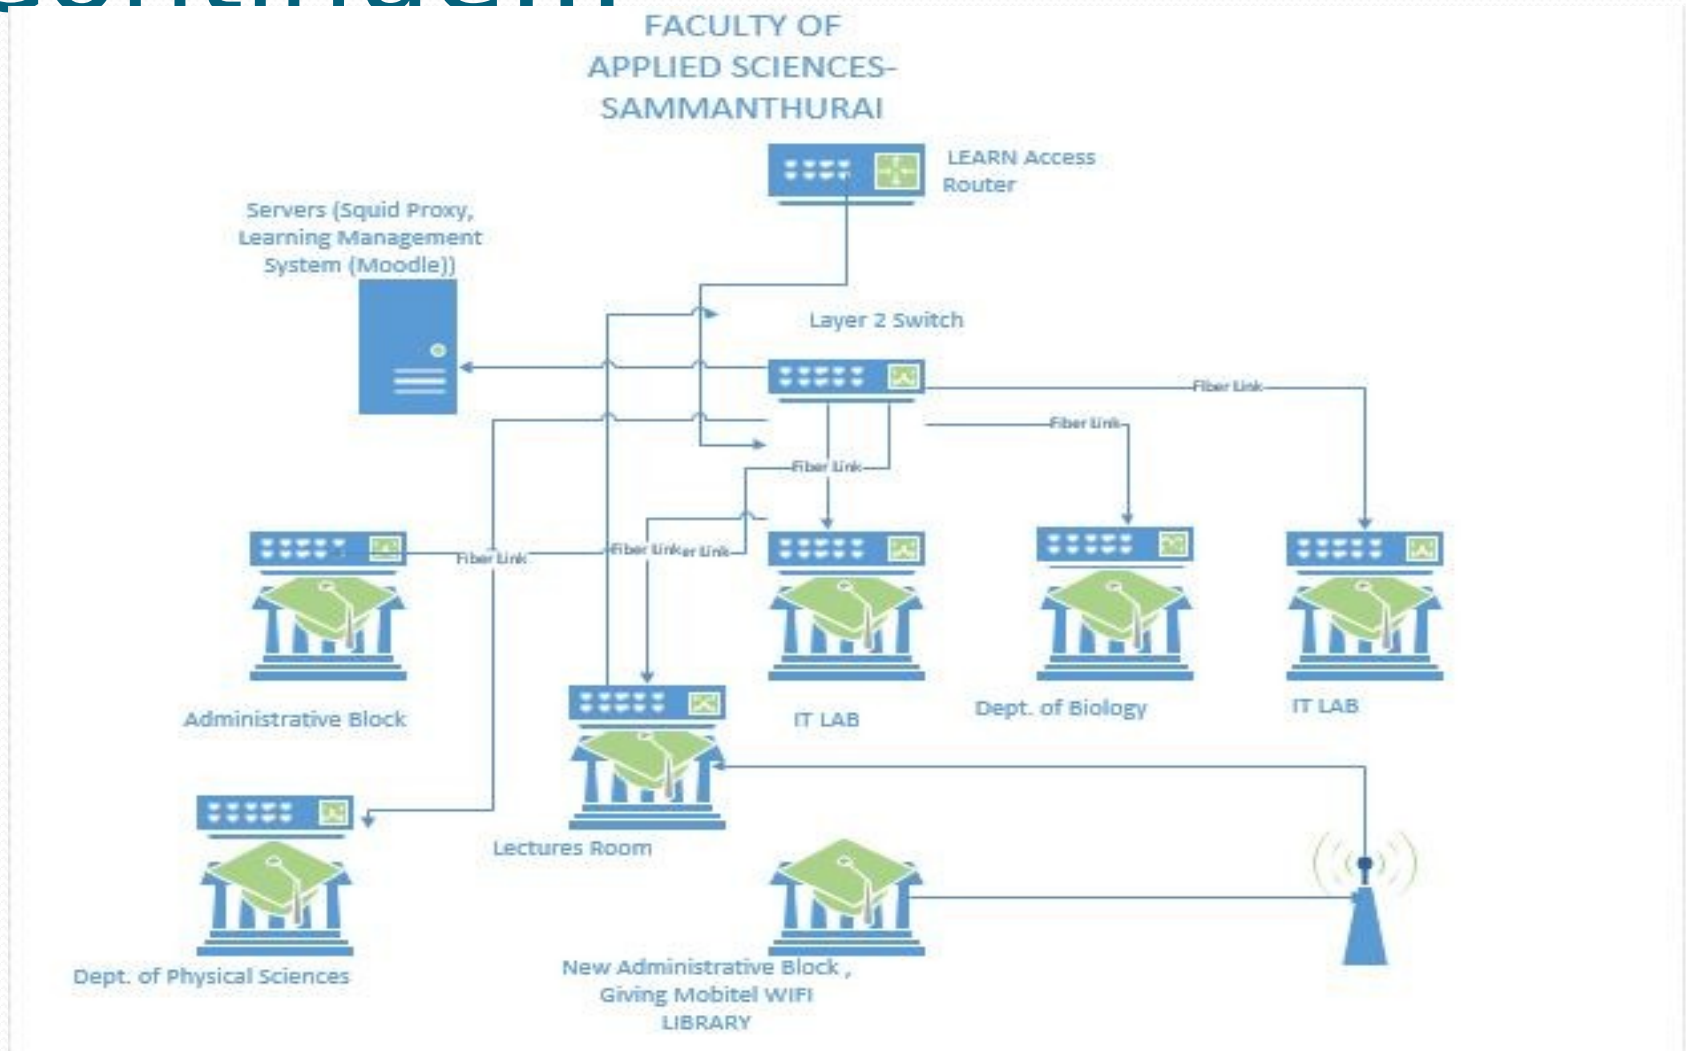 FACULTY OF
APPLIED SCIENCES-
SAMMANTHURAI
LEARN Access
Router
Servers (Squid Proxy,
Learning Management
System (Moodle))
Layer 2 Switch
Fiber Link
Fiber Link
Fiber Link
Fiber Link
Fiber Link
er Link
Administrative Block
IT LAB
Dept. of Biology
IT LAB
Lectures Room
Dept. of Physical Sciences
New Administrative Block ,
Giving Mobitel WIFI
LIBRARY